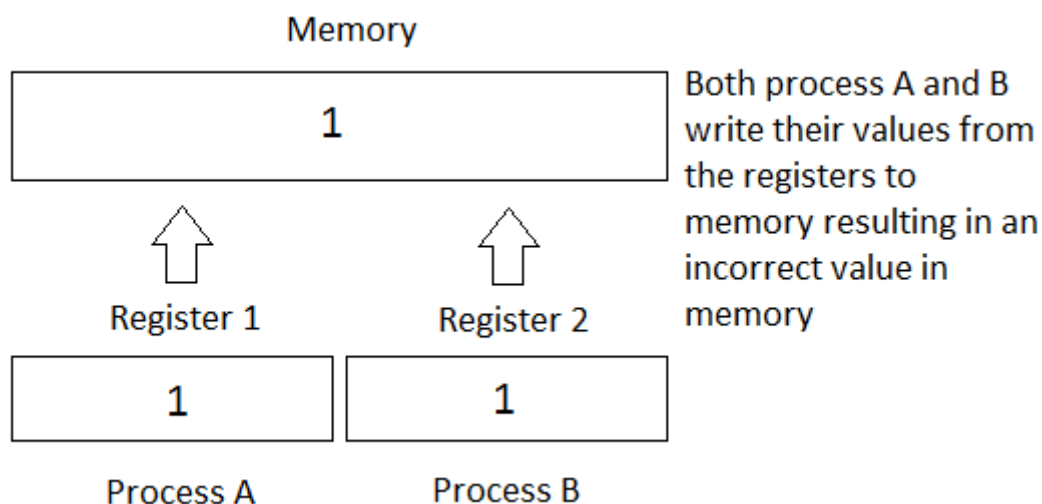 Memory
1
Both process A and B
write their values from
the registers to
memory resulting in an
incorrect value in
memory
Register 1
Register 2
1
1
Process A
Process B